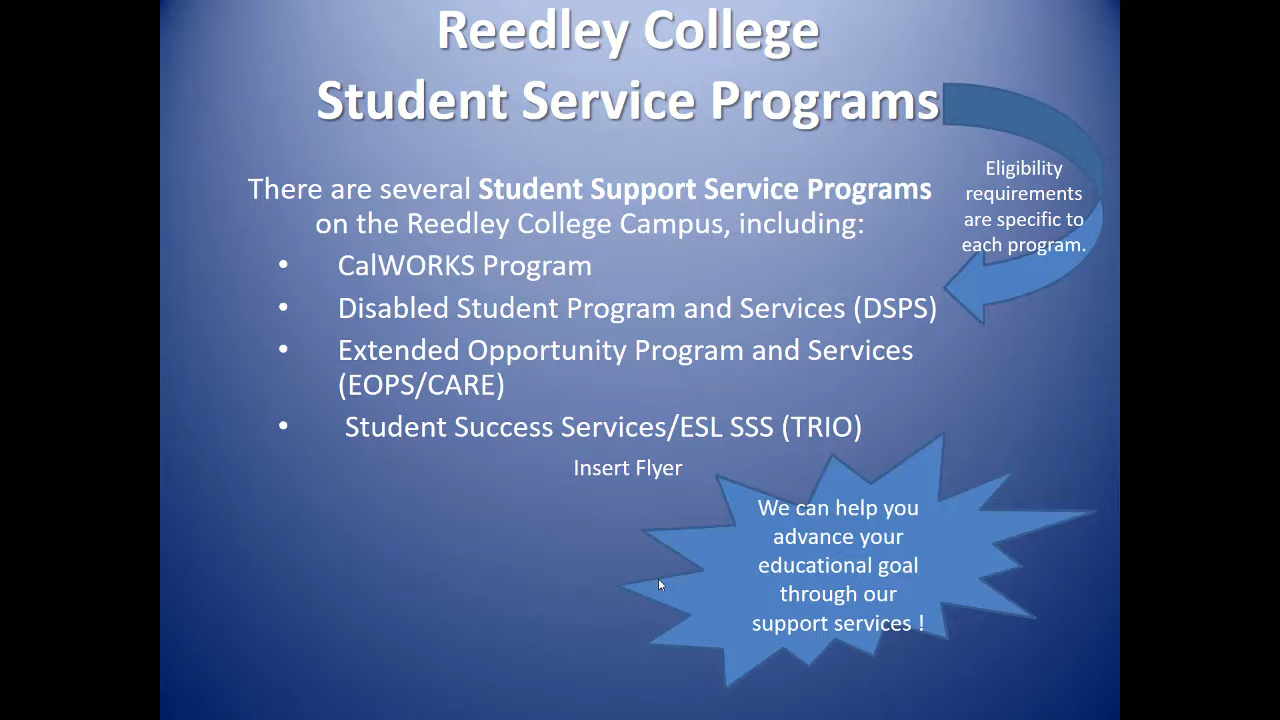 Reedley College
Student Service Programs
There are several Student Support Service Programs
on the Reedley College Campus, including:
• CalWORKS Program
• Disabled Student Program and Services (DSPS)
• Extended Opportunity Program and Services
(EOPS/CARE)
• Student Success Services/ESL SSS (TRIO)
Insert Flyer
Eligibility
requirements
are specific to
each program.
We can help you
advance your
educational goal
through our
support services !